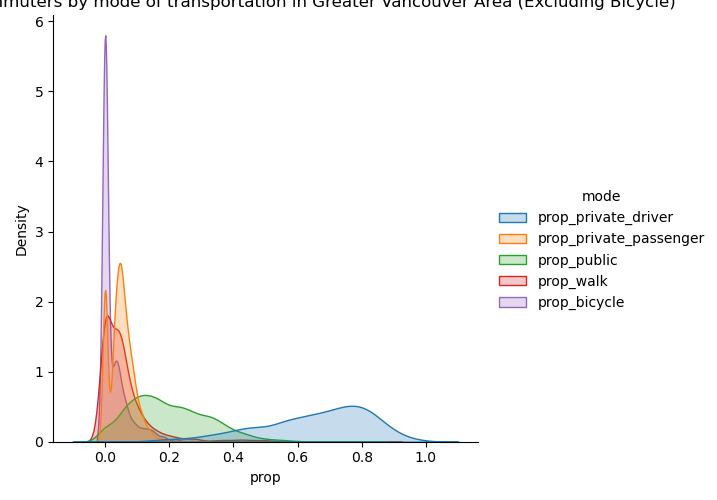 muters by mode of transportation in Greater Vancouver Area (Excluding Bicycle)
6
5
4
3
2
1
0
Density
0.0 0.2 0.4 0.6 0.8 1.0
prop
mode
prop_private_driver
prop_private_passenger
prop_public
prop_walk
prop_bicycle